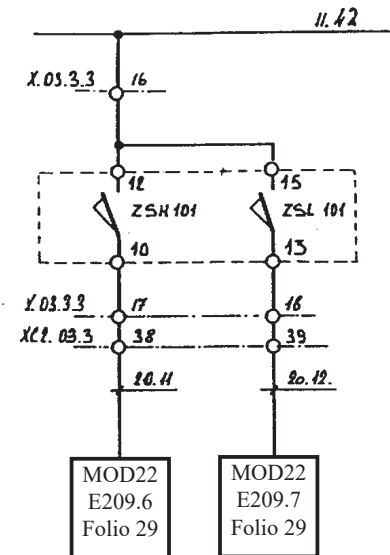 11.42
X.03.3.3 16
12 15
ZSH 101 ZSL 101
10 13
X.03.3.3 17 18
XC2.03.3 38 39
20.11 20.12.
MOD22 MOD22
E209.6 E209.7
Folio 29 Folio 29